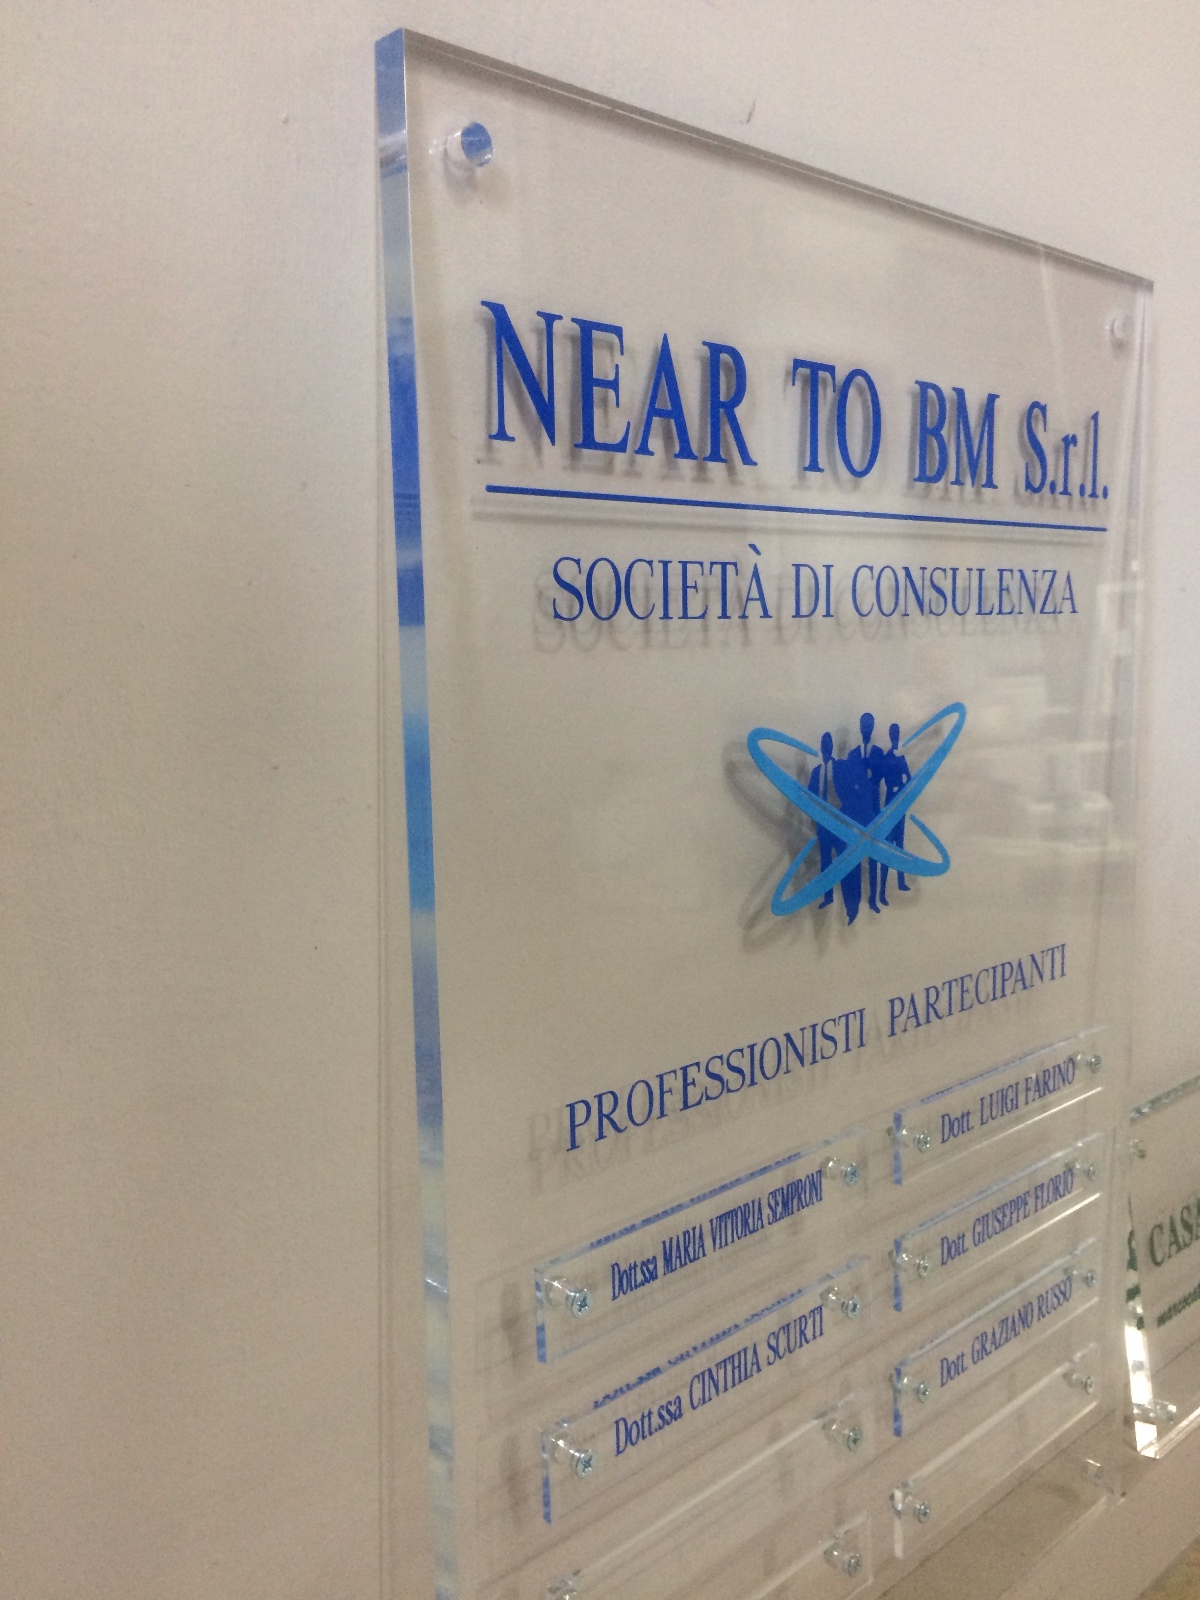 NEAR TO BM S.r.l.
SOCIETÀ DI CONSULENZA
PROFESSIONISTI PARTECIPANTI
Dott.ssa MARIA VITTORIA SEMPRONI
Dott.ssa CINTHIA SCURTI
Dott. LUIGI FARINO
Dott. GIUSEPPE FLORIO
Dott. GRAZIANO RUSSO